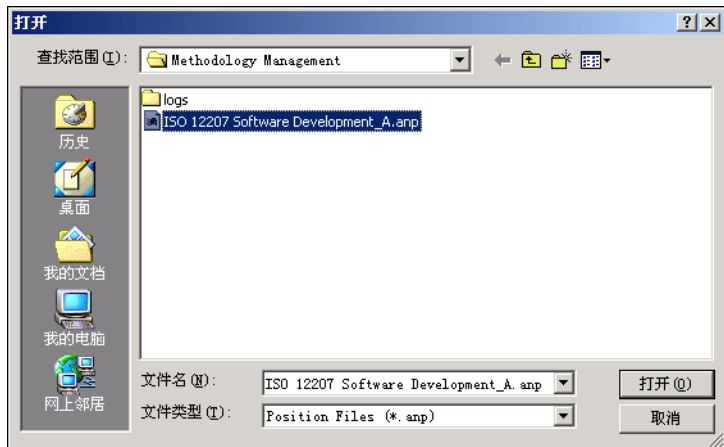 打开
查找范围(I): Methodology Management
logs
ISO 12207 Software Development_A.anp
历史
桌面
我的文档
我的电脑
网上邻居
文件名(N): ISO 12207 Software Development_A.anp 打开(O)
文件类型(T): Position Files (*.anp) 取消